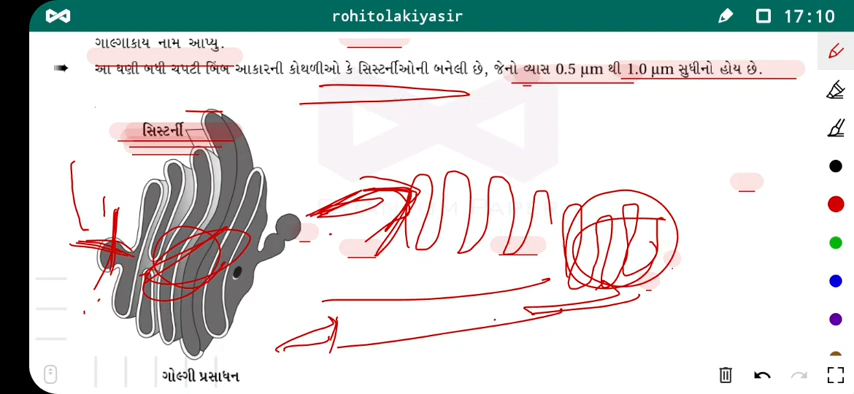 rohitolakiyasir
17:10
ગોલ્ગીકાય નામ આપ્યુ.
આ ઘણી બધી ચપટી બિંબ આકારની કોથળીઓ કે સિસ્ટર્નીઓની બનેલી છે, જેનો વ્યાસ 0.5 μm થી 1.0 μm સુધીનો હોય છે.
સિસ્ટર્ની
ગોલ્ગી પ્રસાધન